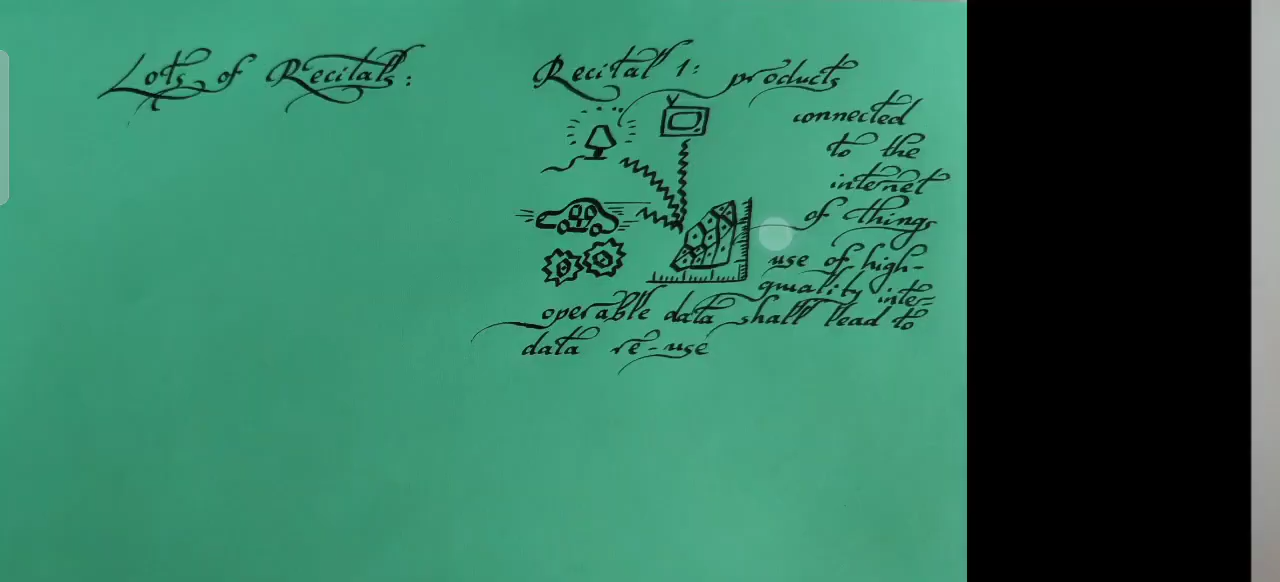 Lots of Recitals:
Recital 1: products
connected
to the
internet
of things
use of high-
quality inter-
operable data shall lead to
data re-use